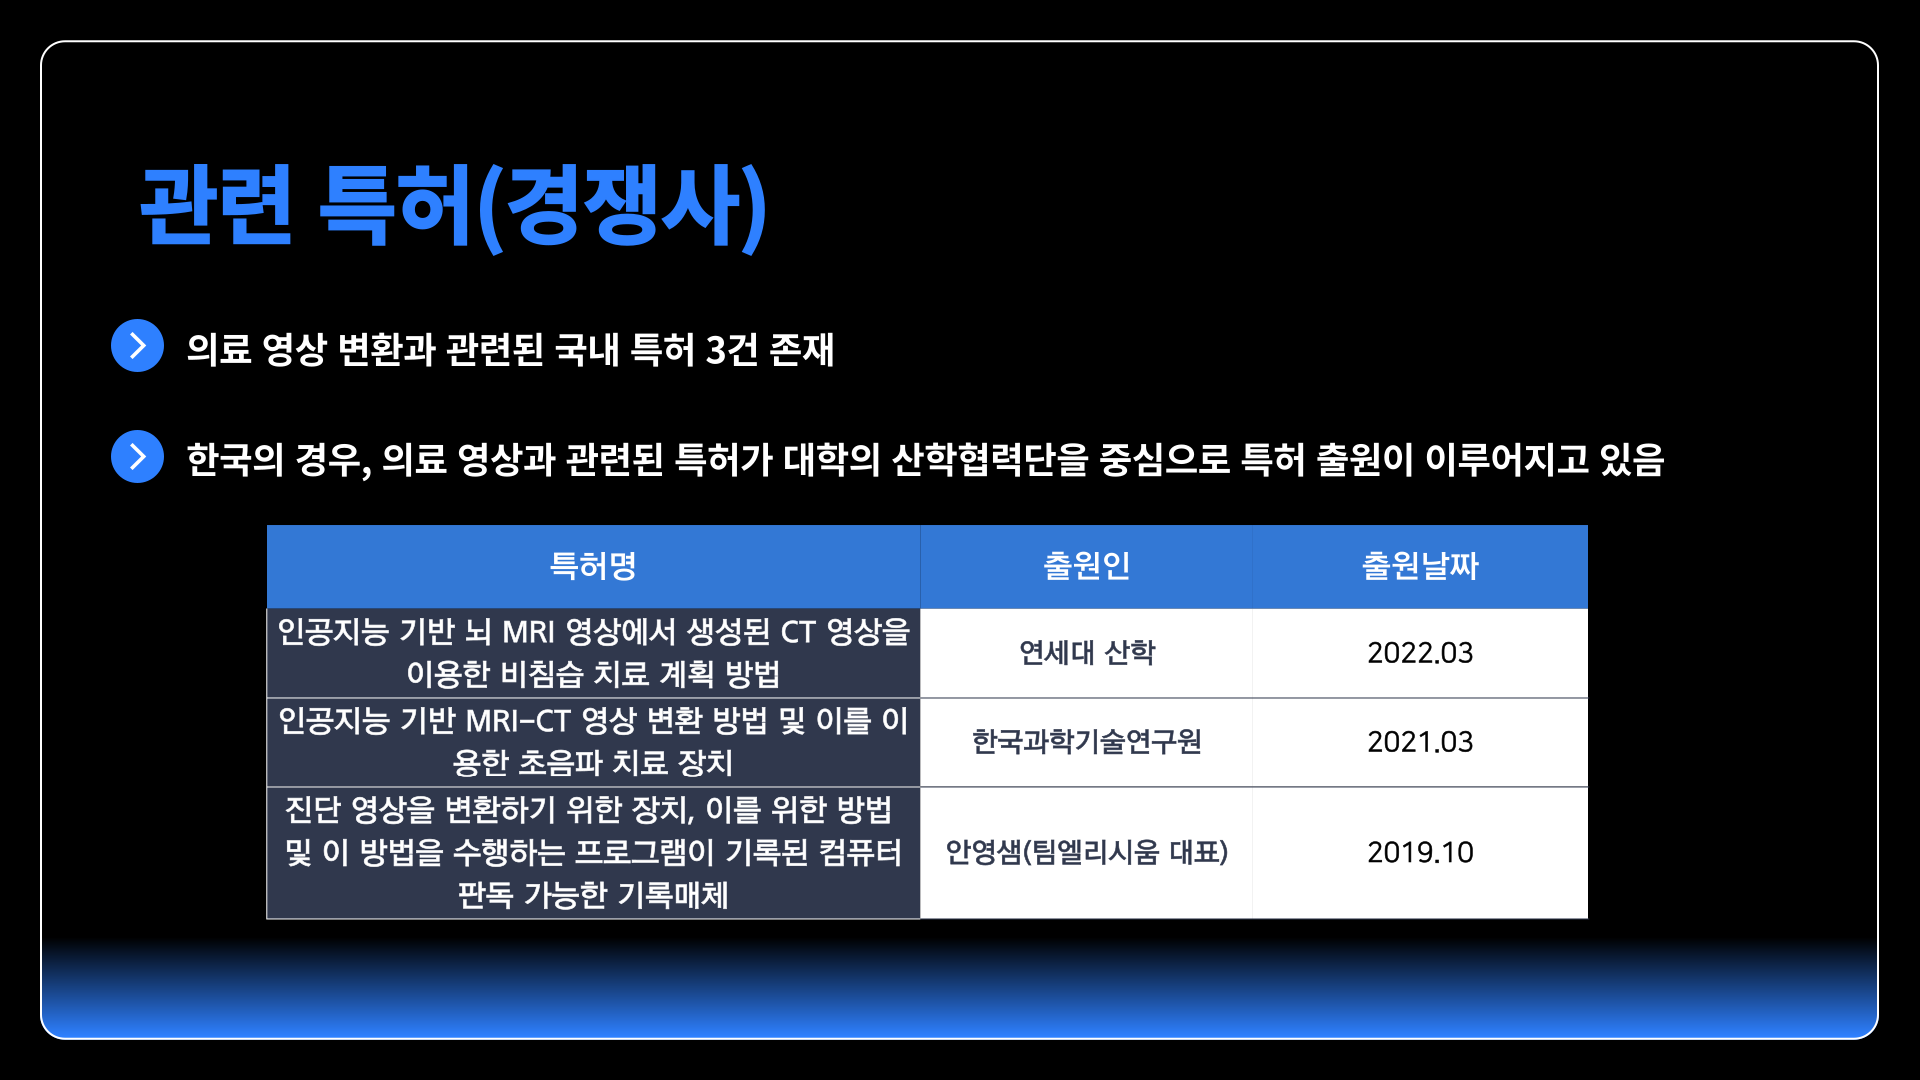 관련 특허(경쟁사)
의료 영상 변환과 관련된 국내 특허 3건 존재
한국의 경우, 의료 영상과 관련된 특허가 대학의 산학협력단을 중심으로 특허 출원이 이루어지고 있음
특허명 출원인 출원날짜
인공지능 기반 뇌 MRI 영상에서 생성된 CT 영상을
이용한 비침습 치료 계획 방법
연세대 산학 2022.03
인공지능 기반 MRI-CT 영상 변환 방법 및 이를 이
용한 초음파 치료 장치
한국과학기술연구원 2021.03
진단 영상을 변환하기 위한 장치, 이를 위한 방법
및 이 방법을 수행하는 프로그램이 기록된 컴퓨터
판독 가능한 기록매체
안영샘(팀엘리시움 대표) 2019.10